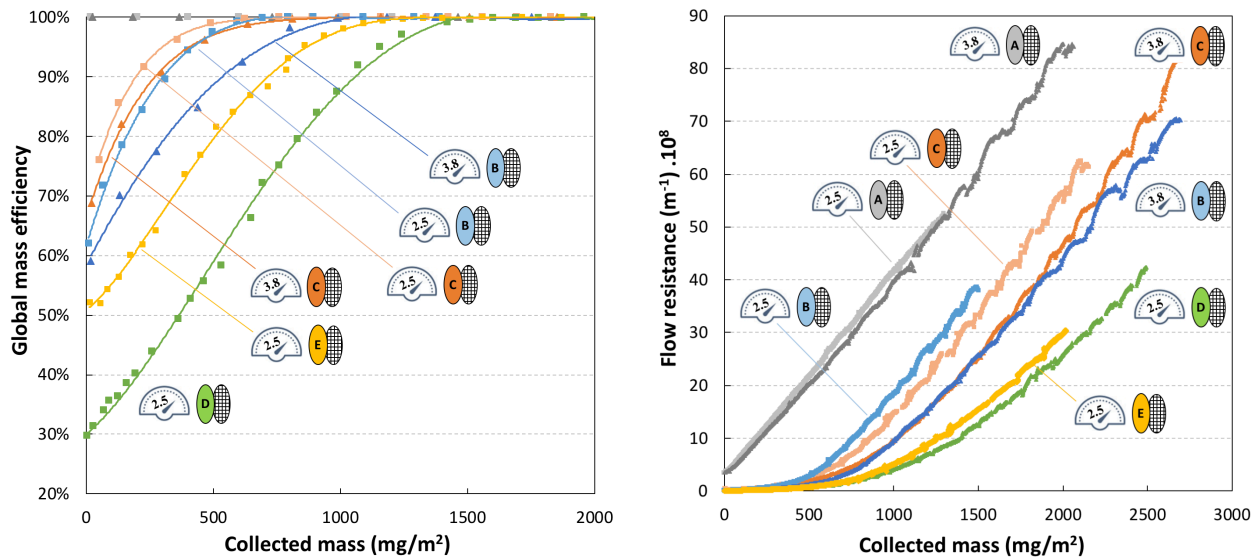 100%
90%
80%
70%
60%
50%
40%
30%
20%
0
500
1000
1500
2000
Global mass efficiency
Collected mass (mg/m²)
3.8 B
2.5 B
3.8 C
2.5 C
2.5 E
2.5 D
90
80
70
60
50
40
30
20
10
0
0
500
1000
1500
2000
2500
3000
Flow resistance (m⁻¹) .10⁸
Collected mass (mg/m²)
3.8 A
3.8 C
2.5 C
2.5 A
3.8 B
2.5 B
2.5 D
2.5 E